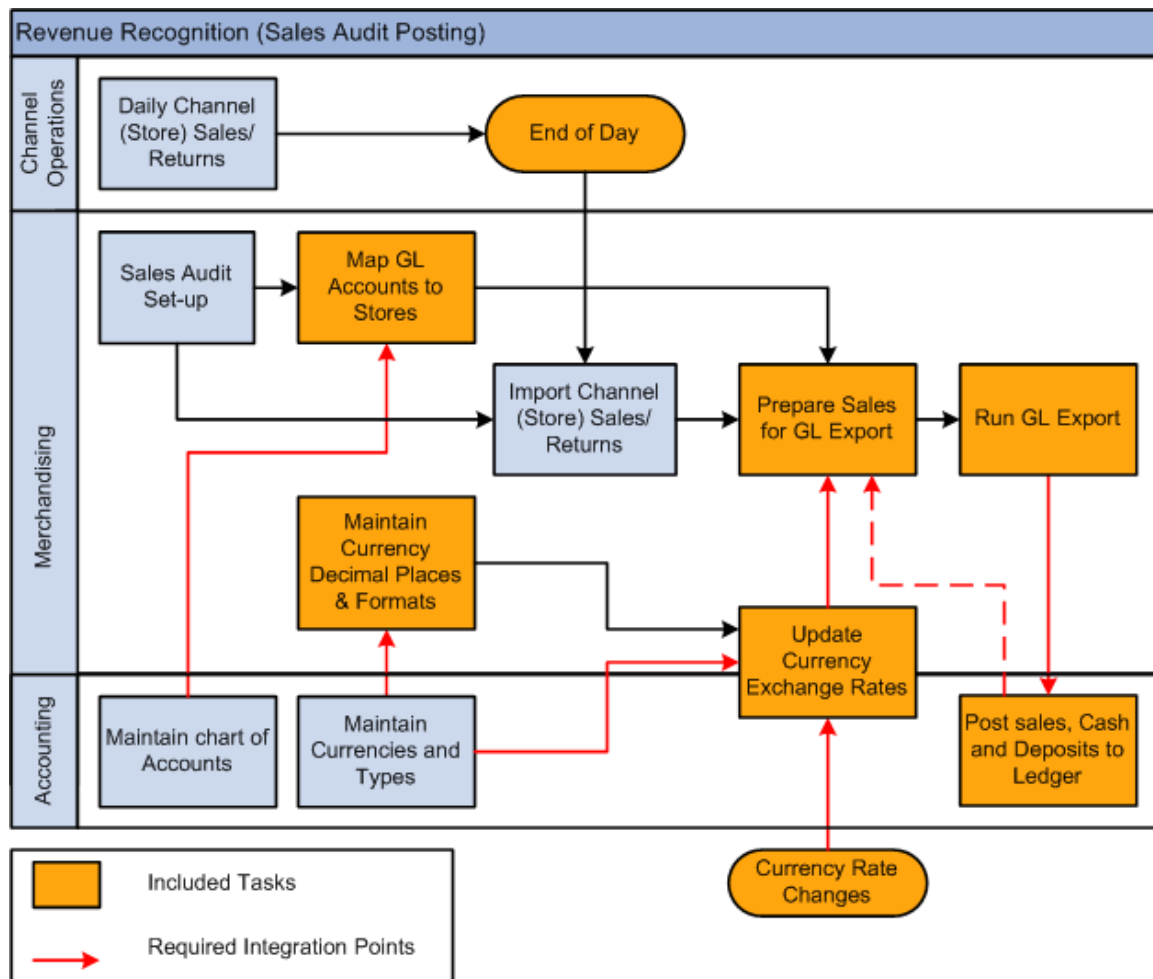 Revenue Recognition (Sales Audit Posting)
Channel
Operations
Daily Channel
(Store) Sales/
Returns
End of Day
Merchandising
Sales Audit
Set-up
Map GL
Accounts to
Stores
Import Channel
(Store) Sales/
Returns
Prepare Sales
for GL Export
Run GL Export
Maintain
Currency
Decimal Places
& Formats
Update
Currency
Exchange Rates
Accounting
Maintain chart of
Accounts
Maintain
Currencies and
Types
Post sales, Cash
and Deposits to
Ledger
Currency Rate
Changes
Included Tasks
Required Integration Points